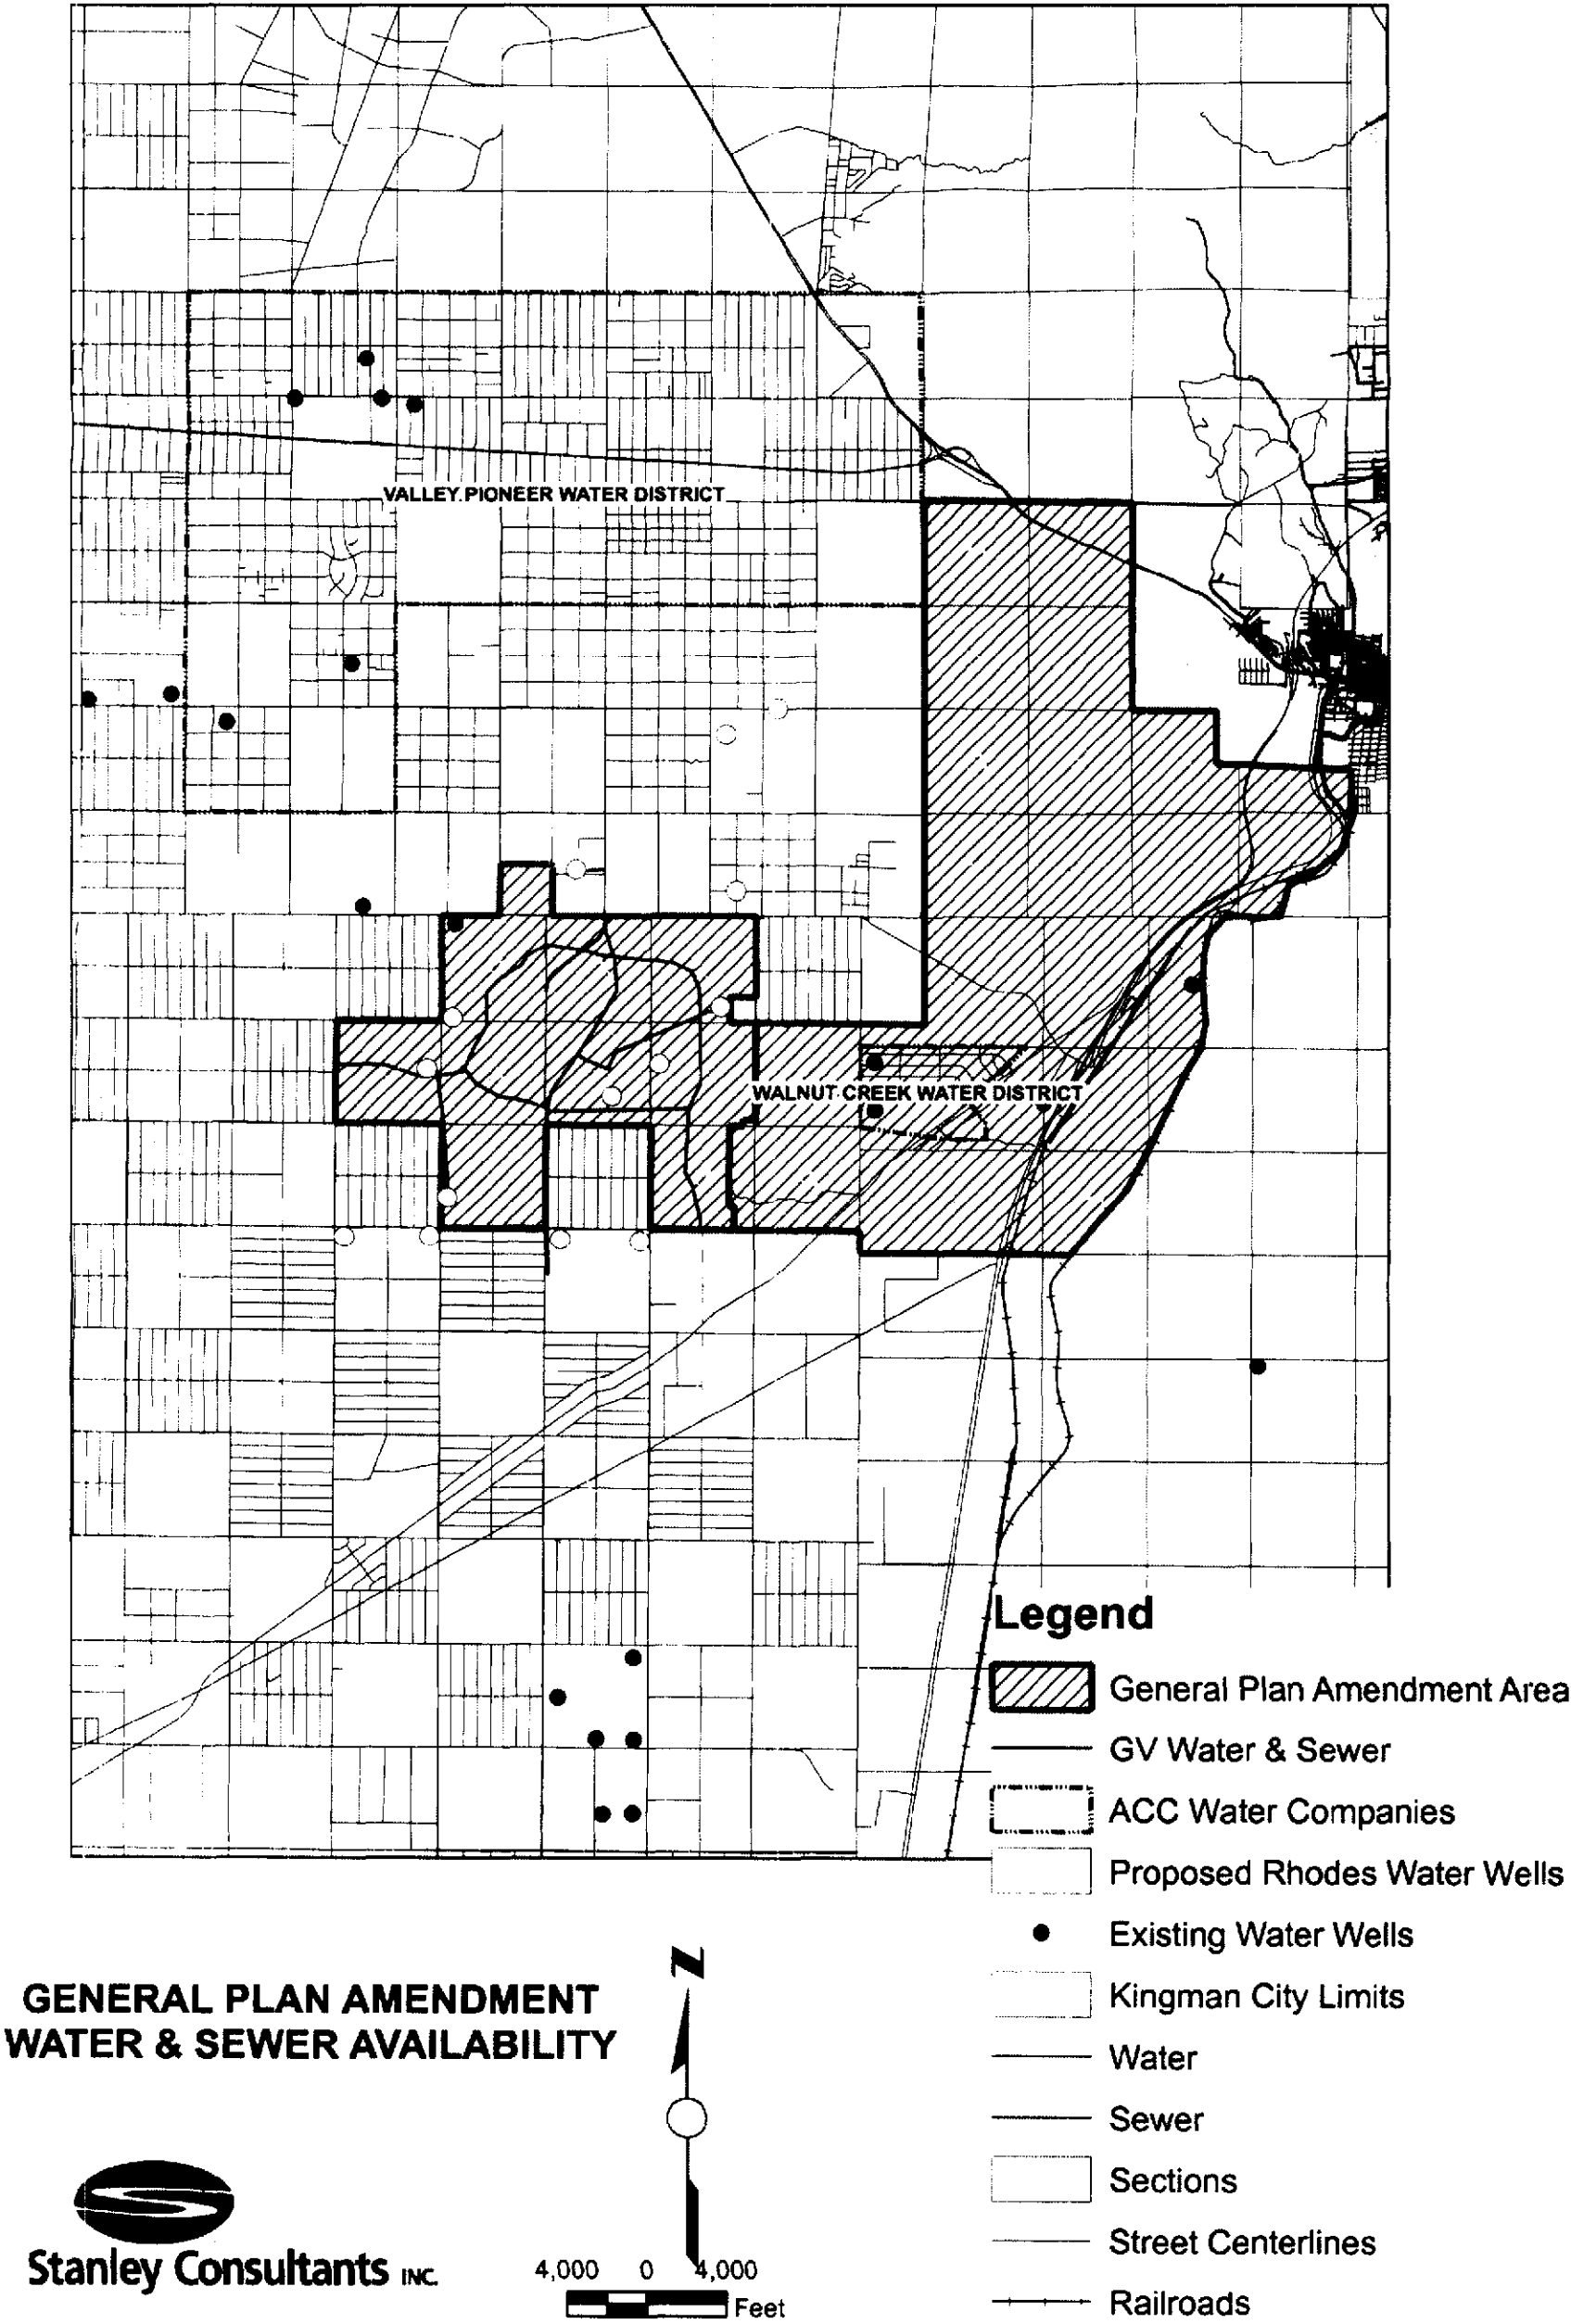 VALLEY PIONEER WATER DISTRICT
WALNUT CREEK WATER DISTRICT
Legend
General Plan Amendment Area
GV Water & Sewer
ACC Water Companies
Proposed Rhodes Water Wells
Existing Water Wells
Kingman City Limits
Water
Sewer
Sections
Street Centerlines
Railroads
GENERAL PLAN AMENDMENT
WATER & SEWER AVAILABILITY
N
Stanley Consultants INC.
4,000 0 4,000
Feet